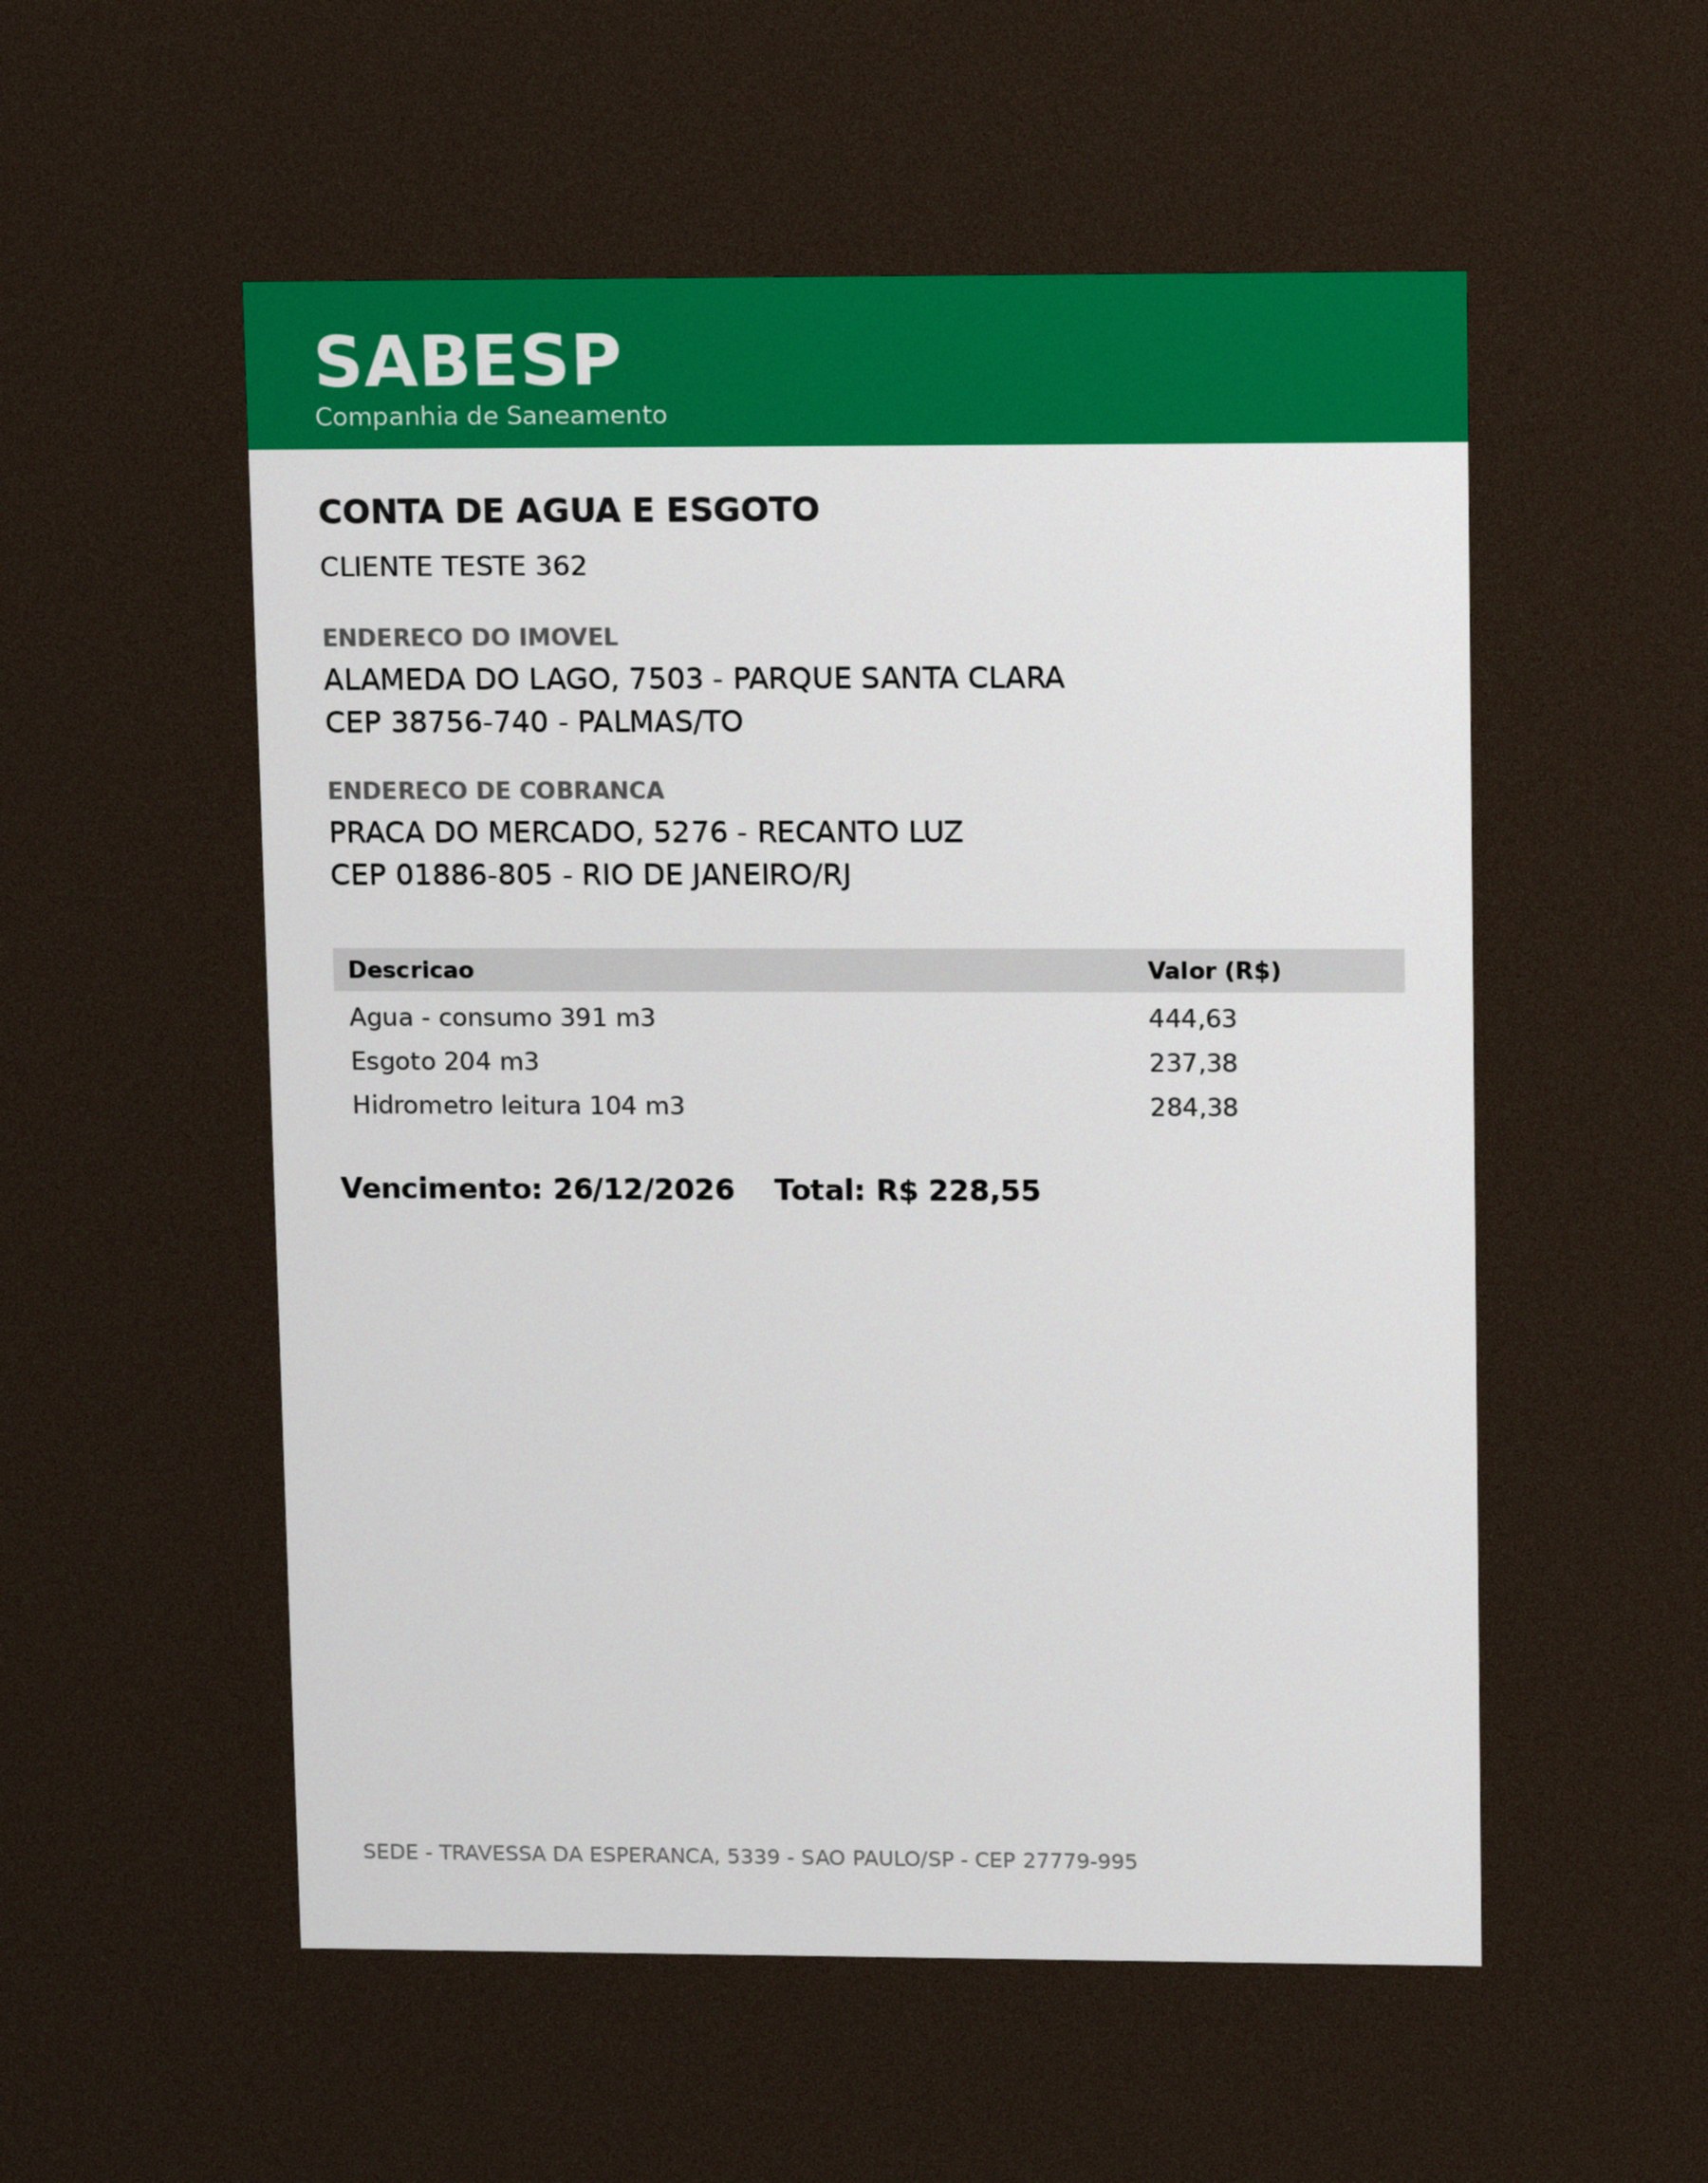 SABESP
Companhia de Saneamento
CONTA DE AGUA E ESGOTO
CLIENTE TESTE 362
ENDERECO DO IMOVEL
ALAMEDA DO LAGO, 7503 - PARQUE SANTA CLARA
CEP 38756-740 - PALMAS/TO
ENDERECO DE COBRANCA
PRACA DO MERCADO, 5276 - RECANTO LUZ
CEP 01886-805 - RIO DE JANEIRO/RJ
Descricao Valor (R$)
Agua - consumo 391 m3 444,63
Esgoto 204 m3 237,38
Hidrometro leitura 104 m3 284,38
Vencimento: 26/12/2026 Total: R$ 228,55
SEDE - TRAVESSA DA ESPERANCA, 5339 - SAO PAULO/SP - CEP 27779-995